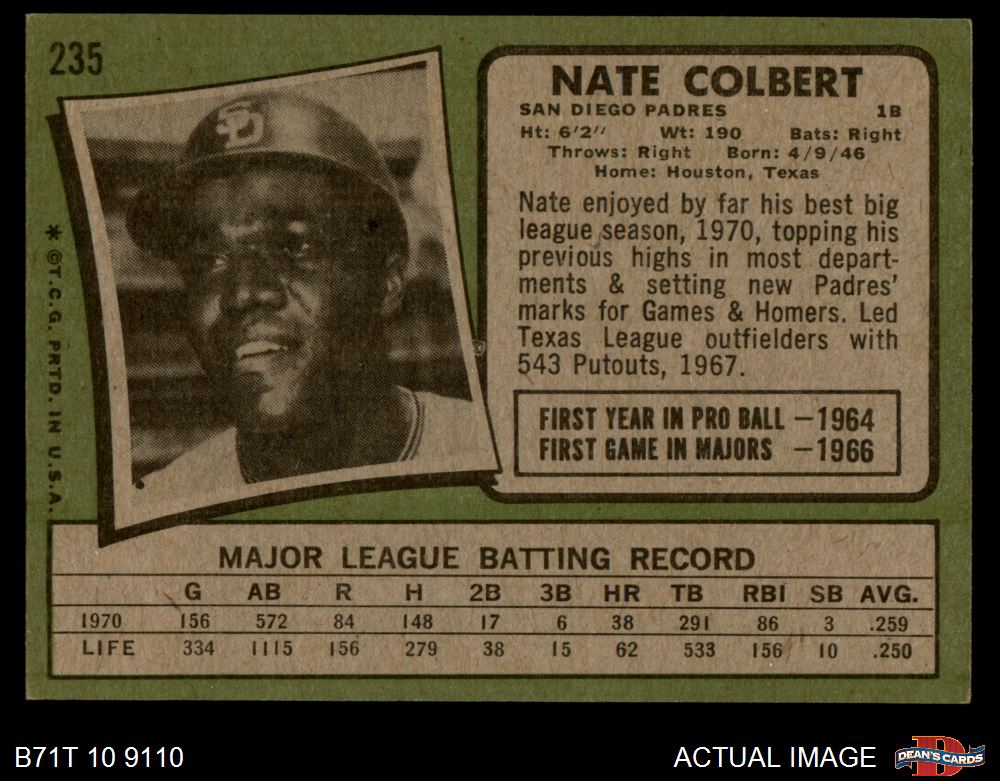 235
NATE COLBERT
SAN DIEGO PADRES 1B
Ht: 6'2" Wt: 190 Bats: Right
Throws: Right Born: 4/9/46
Home: Houston, Texas
Nate enjoyed by far his best big
league season, 1970, topping his
previous highs in most depart-
ments & setting new Padres'
marks for Games & Homers. Led
Texas League outfielders with
543 Putouts, 1967.
FIRST YEAR IN PRO BALL —1964
FIRST GAME IN MAJORS —1966
SD
* ©T.C.G. PRTD. IN U.S.A.
MAJOR LEAGUE BATTING RECORD
G AB R H 2B 3B HR TB RBI SB AVG.
1970 156 572 84 148 17 6 38 291 86 3 .259
LIFE 334 1115 156 279 38 15 62 533 156 10 .250
B71T 10 9110
ACTUAL IMAGE
D
DEAN'S CARDS